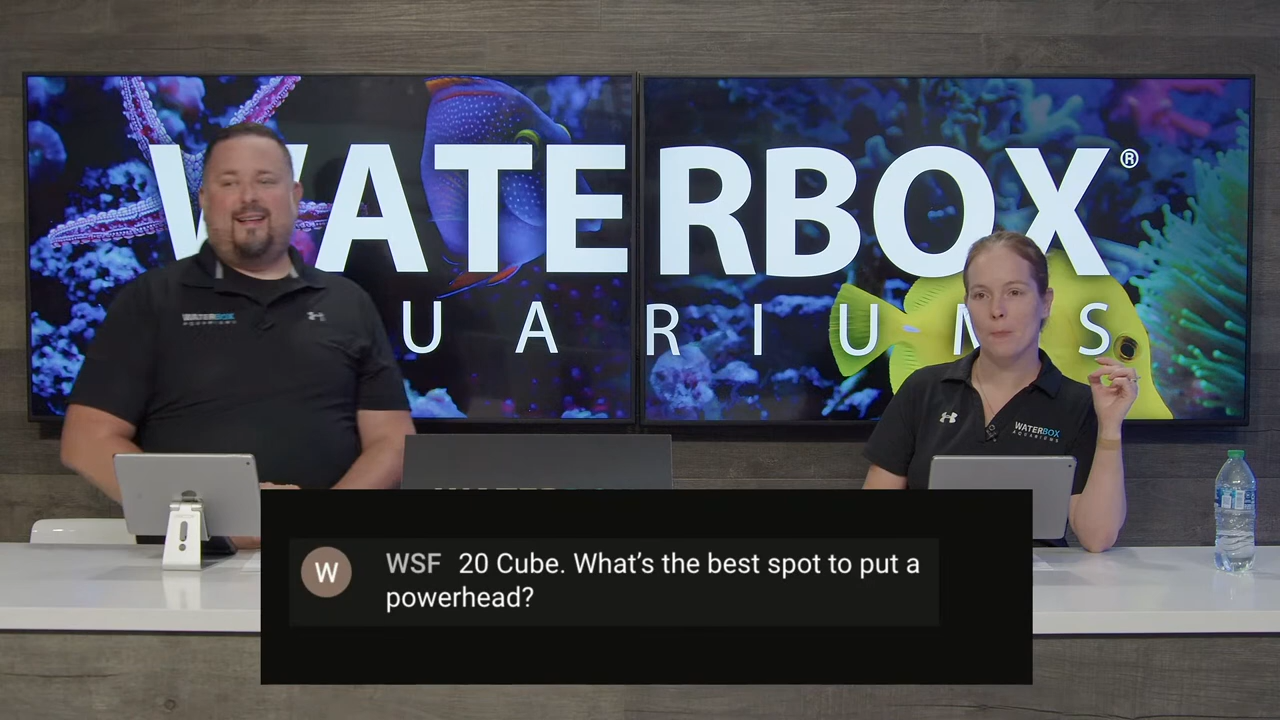 WATERBOX®
AQUARIUMS
WATERBOX
AQUARIUMS
WATERBOX
AQUARIUMS
W
WSF 20 Cube. What's the best spot to put a
powerhead?